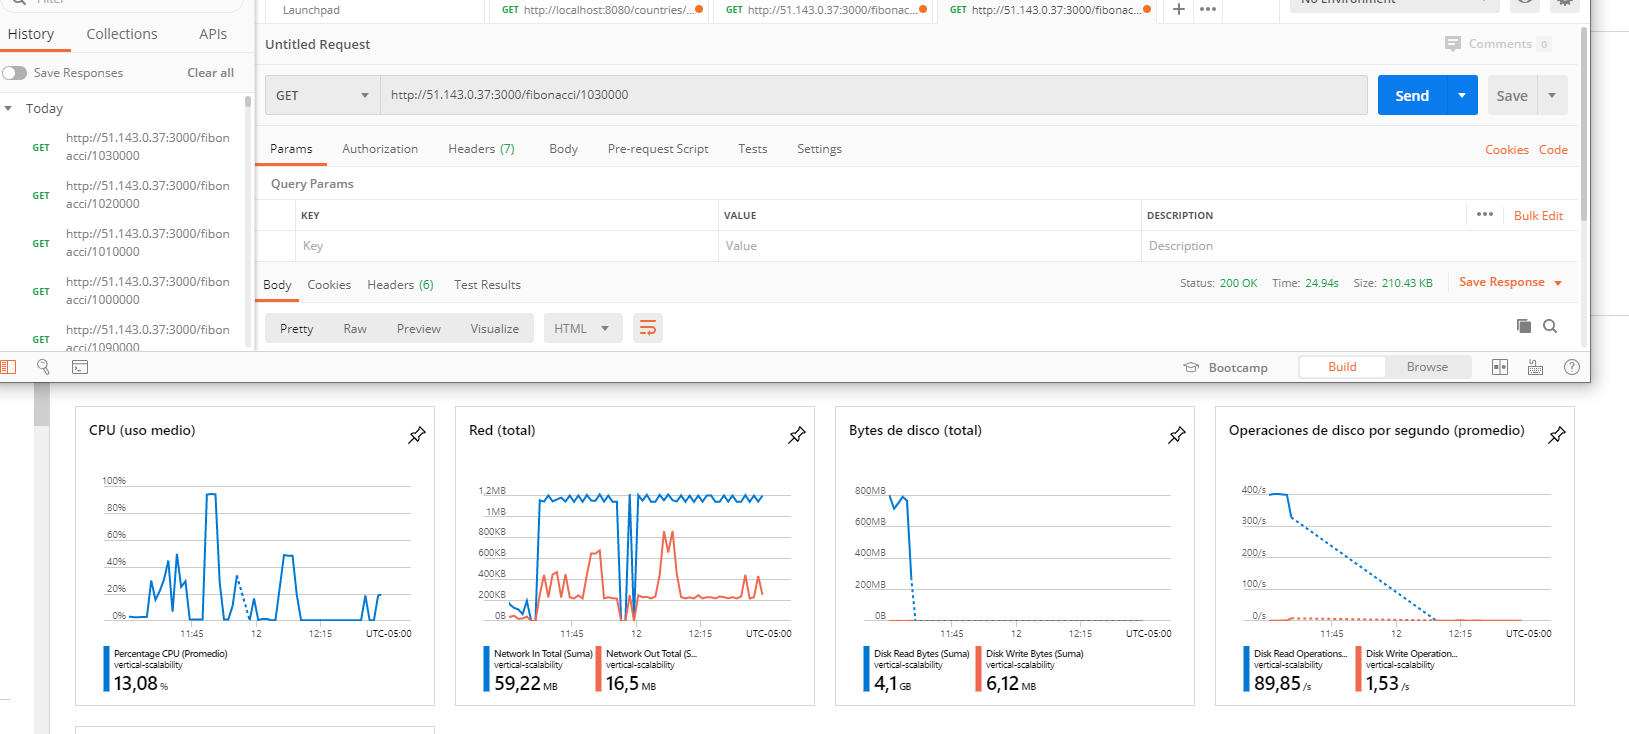 Filter
Launchpad
GET http://localhost:8080/countries/...
GET http://51.143.0.37:3000/fibonac...
GET http://51.143.0.37:3000/fibonac...
No Environment
History Collections APIs
Untitled Request
Comments 0
Save Responses Clear all
GET http://51.143.0.37:3000/fibonacci/1030000
Send Save
Today
GET http://51.143.0.37:3000/fibon
acci/1030000
GET http://51.143.0.37:3000/fibon
acci/1020000
GET http://51.143.0.37:3000/fibon
acci/1010000
GET http://51.143.0.37:3000/fibon
acci/1000000
GET http://51.143.0.37:3000/fibon
acci/1090000
Params Authorization Headers (7) Body Pre-request Script Tests Settings
Cookies Code
Query Params
KEY VALUE DESCRIPTION
Bulk Edit
Key Value Description
Body Cookies Headers (6) Test Results
Status: 200 OK Time: 24.94s Size: 210.43 KB
Save Response
Pretty Raw Preview Visualize HTML
Bootcamp Build Browse
CPU (uso medio)
100%
80%
60%
40%
20%
0%
11:45 12 12:15 UTC-05:00
Percentage CPU (Promedio)
vertical-scalability
13,08 %
Red (total)
1,2MB
1MB
800KB
600KB
400KB
200KB
0B
11:45 12 12:15 UTC-05:00
Network In Total (Suma)
vertical-scalability
59,22 MB
Network Out Total (S...
vertical-scalability
16,5 MB
Bytes de disco (total)
800MB
600MB
400MB
200MB
0B
11:45 12 12:15 UTC-05:00
Disk Read Bytes (Suma)
vertical-scalability
4,1 GB
Disk Write Bytes (Suma)
vertical-scalability
6,12 MB
Operaciones de disco por segundo (promedio)
400/s
300/s
200/s
100/s
0/s
11:45 12 12:15 UTC-05:00
Disk Read Operations...
vertical-scalability
89,85 /s
Disk Write Operation...
vertical-scalability
1,53 /s